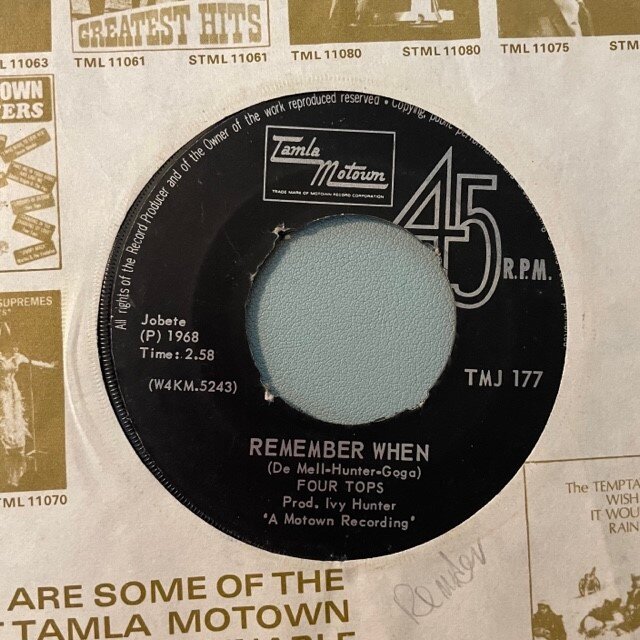 GREATEST HITS
TML 11063
TML 11061
STML 11061
TML 11080
STML 11080
TML 11075
STM
OWN
ERS
SUPREMES
TML 11070
All rights of the Record Producer and of the Owner of the work reproduced reserved • Copying, public
Tamla
Motown
TRADE MARK OF MOTOWN RECORD CORPORATION
45
R.P.M.
Jobete
(P) 1968
Time: 2.58
(W4KM.5243)
TMJ 177
REMEMBER WHEN
(De Mell-Hunter-Goga)
FOUR TOPS
Prod. Ivy Hunter
"A Motown Recording"
The TEMPTA
WISH
IT WOU
RAIN
ARE SOME OF THE
T TAMLA MOTOWN